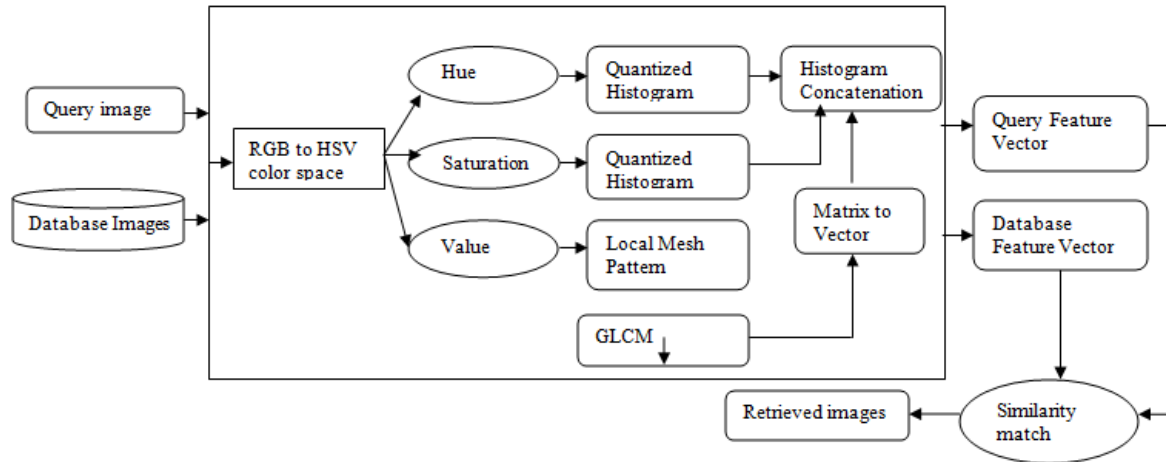 Query image
Database Images
RGB to HSV
color space
Hue
Saturation
Value
Quantized
Histogram
Quantized
Histogram
Local Mesh
Pattern
GLCM
Histogram
Concatenation
Matrix to
Vector
Query Feature
Vector
Database
Feature Vector
Similarity
match
Retrieved images